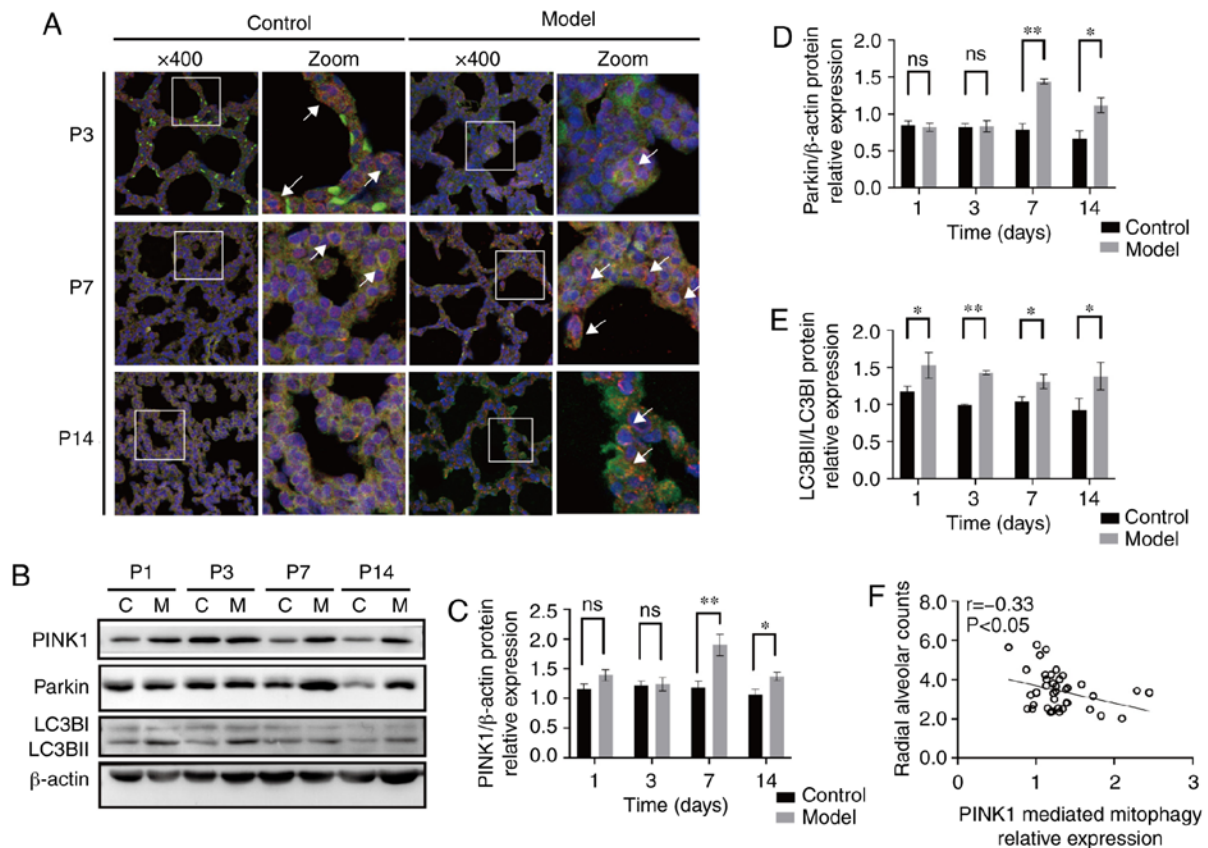 A
Control Model
×400 Zoom ×400 Zoom
P3
P7
P14
B
P1 P3 P7 P14
C M C M C M C M
PINK1
Parkin
LC3BI
LC3BII
β-actin
C
PINK1/β-actin protein
relative expression
2.5
2.0
1.5
1.0
0.5
0.0
ns ns ** *
1 3 7 14
Time (days)
Control
Model
D
Parkin/β-actin protein
relative expression
2.0
1.5
1.0
0.5
0.0
ns ns ** *
1 3 7 14
Time (days)
Control
Model
E
LC3BII/LC3BI protein
relative expression
2.0
1.5
1.0
0.5
0.0
* ** * *
1 3 7 14
Time (days)
Control
Model
F
Radial alveolar counts
8.0
6.0
4.0
2.0
0.0
r=−0.33
P<0.05
0 1 2 3
PINK1 mediated mitophagy
relative expression